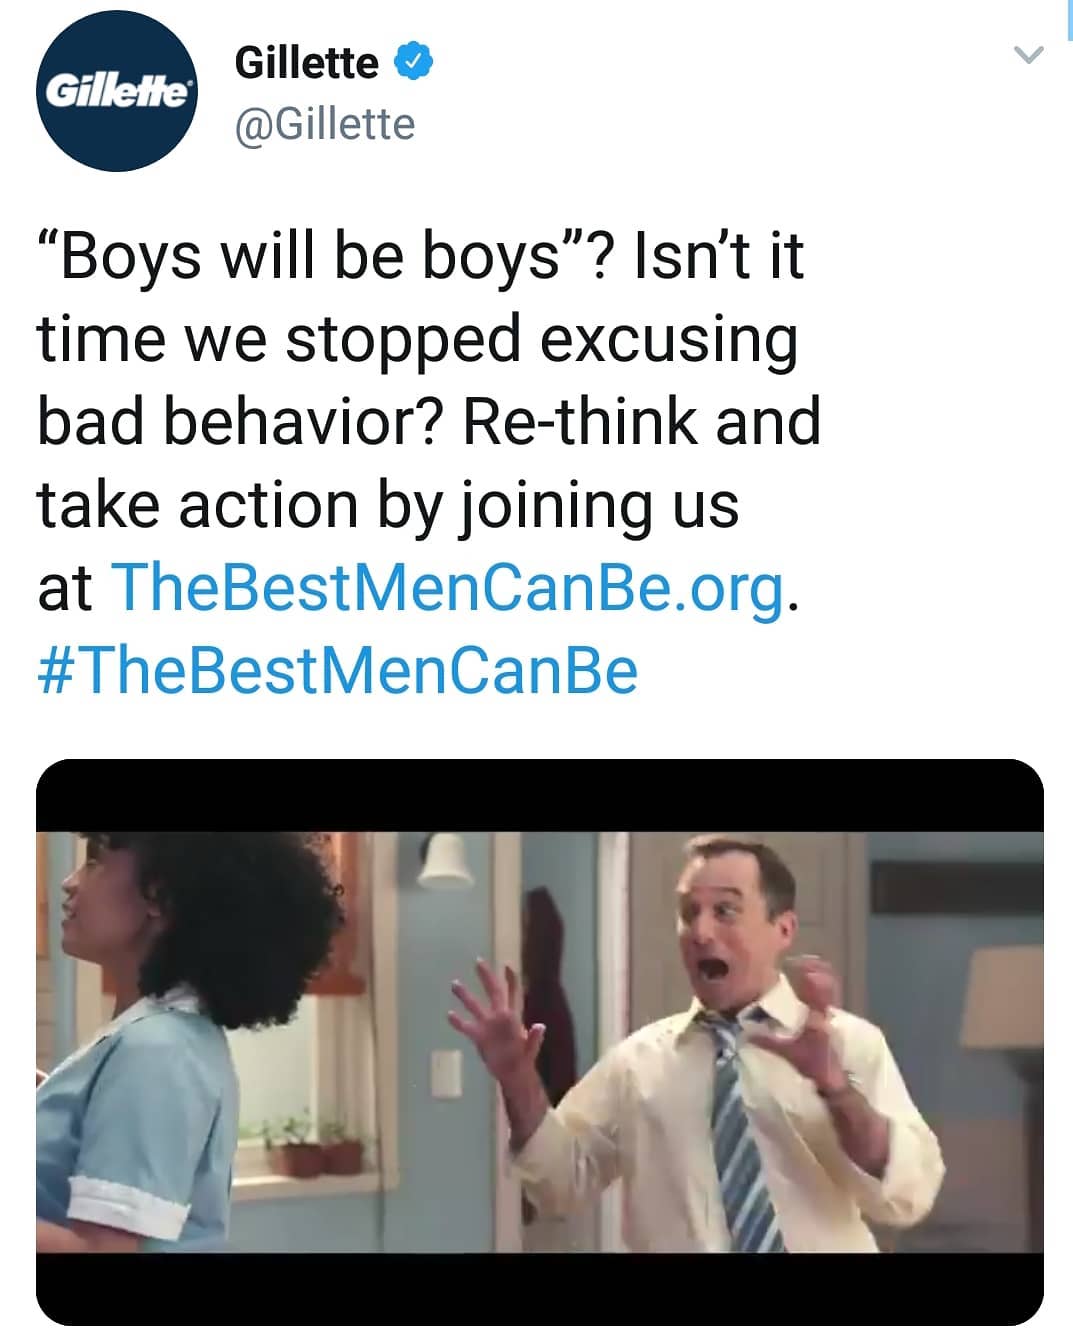 Gillette
Gillette
@Gillette
“Boys will be boys”? Isn’t it
time we stopped excusing
bad behavior? Re-think and
take action by joining us
at TheBestMenCanBe.org.
#TheBestMenCanBe